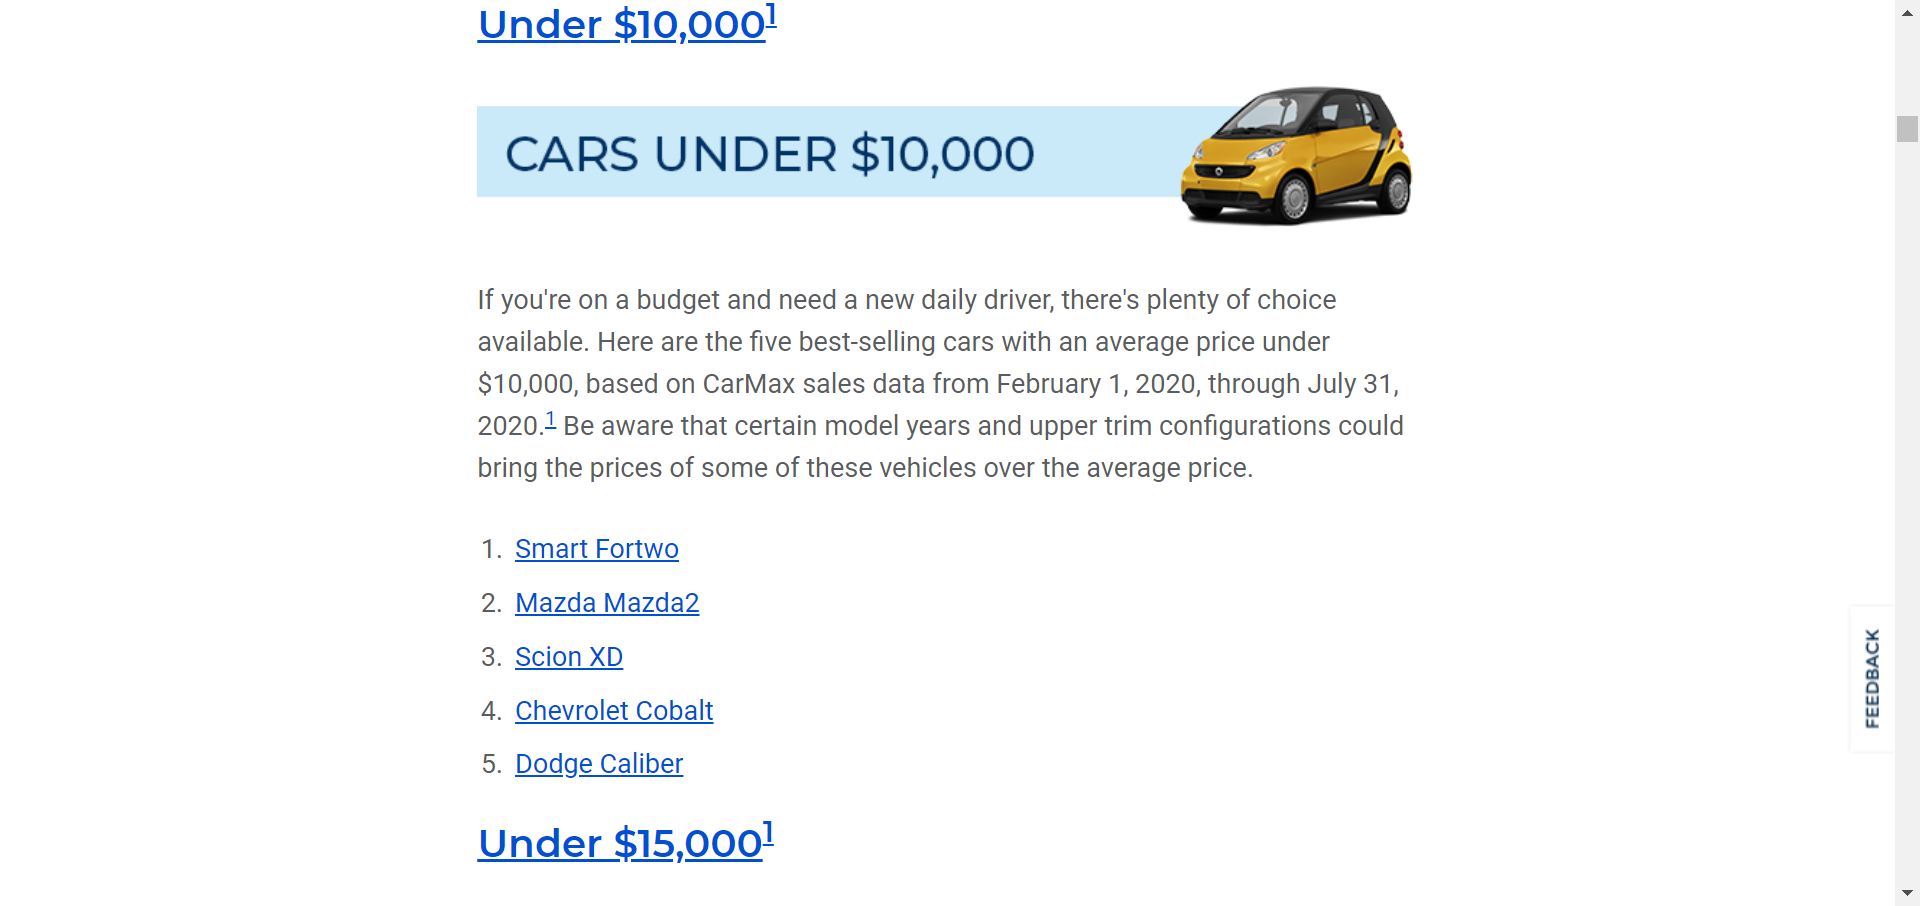 Under $10,0001
CARS UNDER $10,000
If you're on a budget and need a new daily driver, there's plenty of choice
available. Here are the five best-selling cars with an average price under
$10,000, based on CarMax sales data from February 1, 2020, through July 31,
2020.1 Be aware that certain model years and upper trim configurations could
bring the prices of some of these vehicles over the average price.
1. Smart Fortwo
2. Mazda Mazda2
3. Scion XD
4. Chevrolet Cobalt
5. Dodge Caliber
Under $15,0001
FEEDBACK